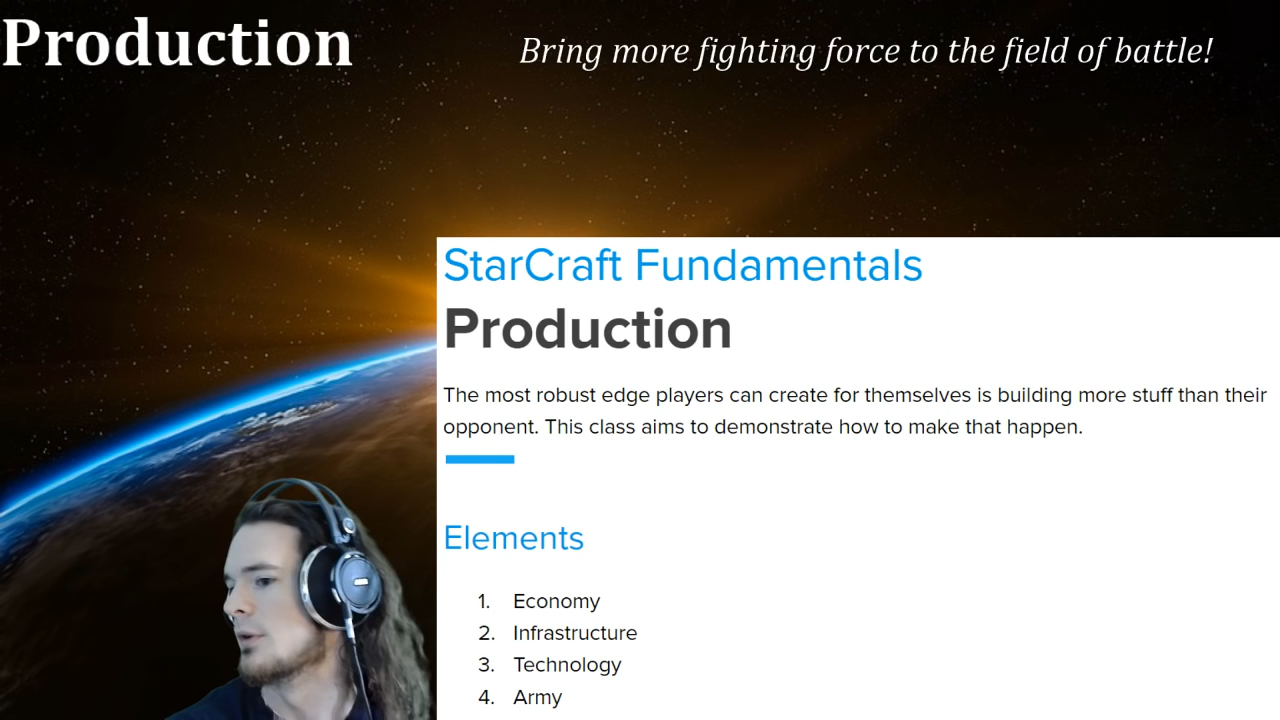 Production
Bring more fighting force to the field of battle!
StarCraft Fundamentals
Production
The most robust edge players can create for themselves is building more stuff than their
opponent. This class aims to demonstrate how to make that happen.
Elements
1. Economy
2. Infrastructure
3. Technology
4. Army